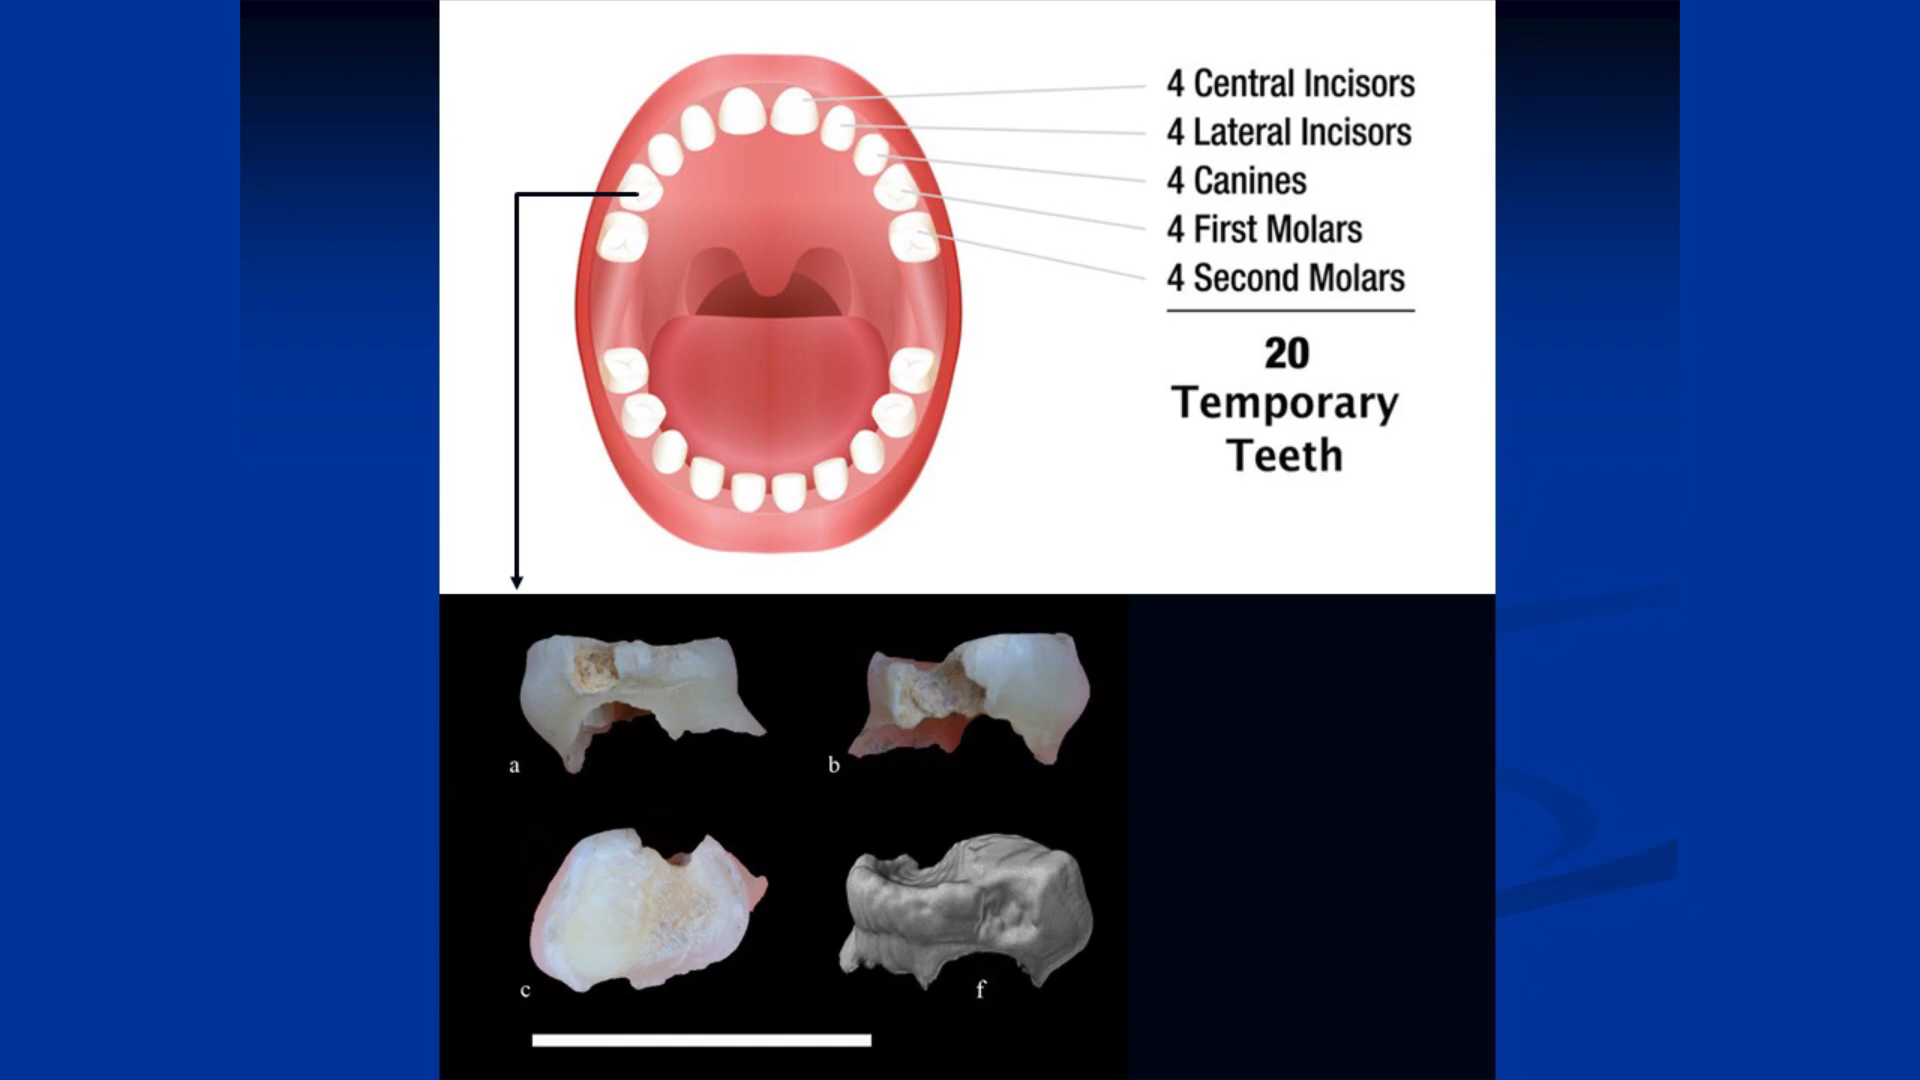 4 Central Incisors
4 Lateral Incisors
4 Canines
4 First Molars
4 Second Molars
20
Temporary
Teeth
a
b
c
f